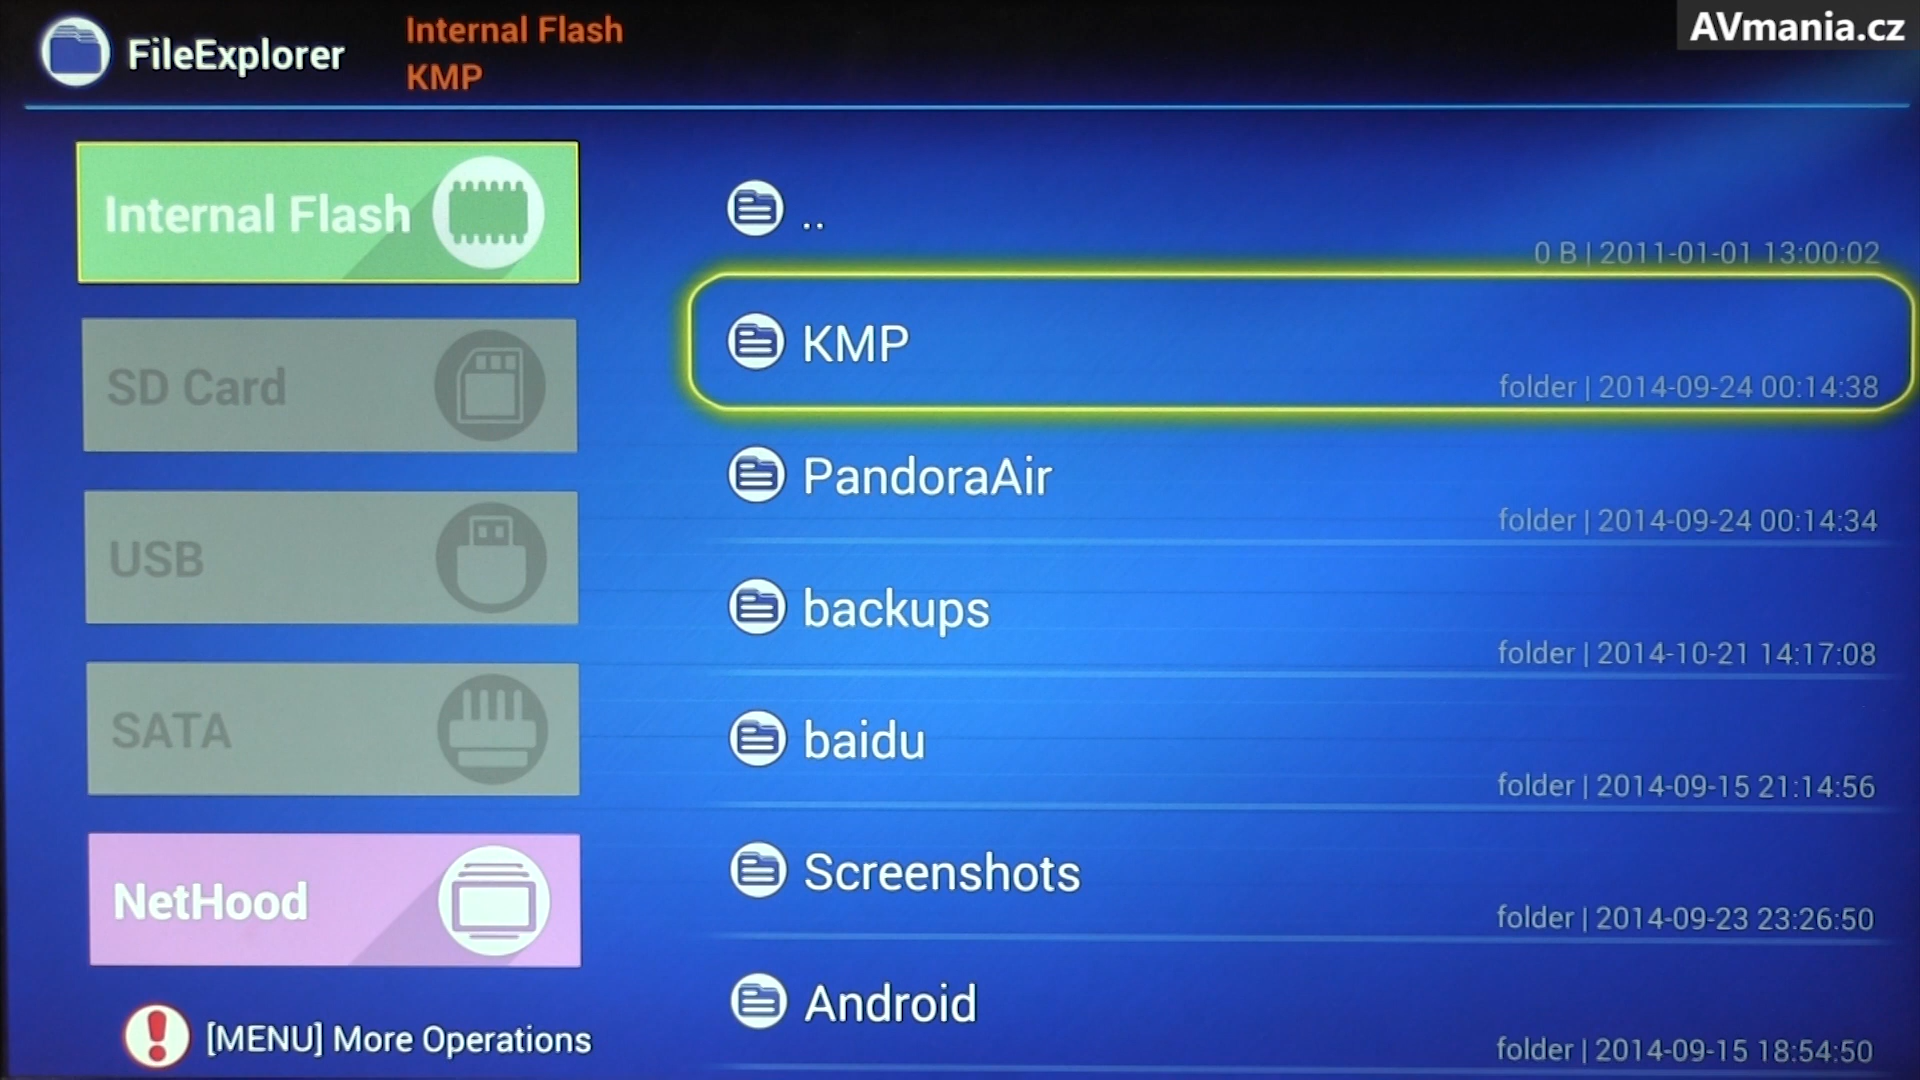 FileExplorer
Internal Flash
KMP
AVmania.cz
Internal Flash
SD Card
USB
SATA
NetHood
[MENU] More Operations
..
0 B | 2011-01-01 13:00:02
KMP
folder | 2014-09-24 00:14:38
PandoraAir
folder | 2014-09-24 00:14:34
backups
folder | 2014-10-21 14:17:08
baidu
folder | 2014-09-15 21:14:56
Screenshots
folder | 2014-09-23 23:26:50
Android
folder | 2014-09-15 18:54:50